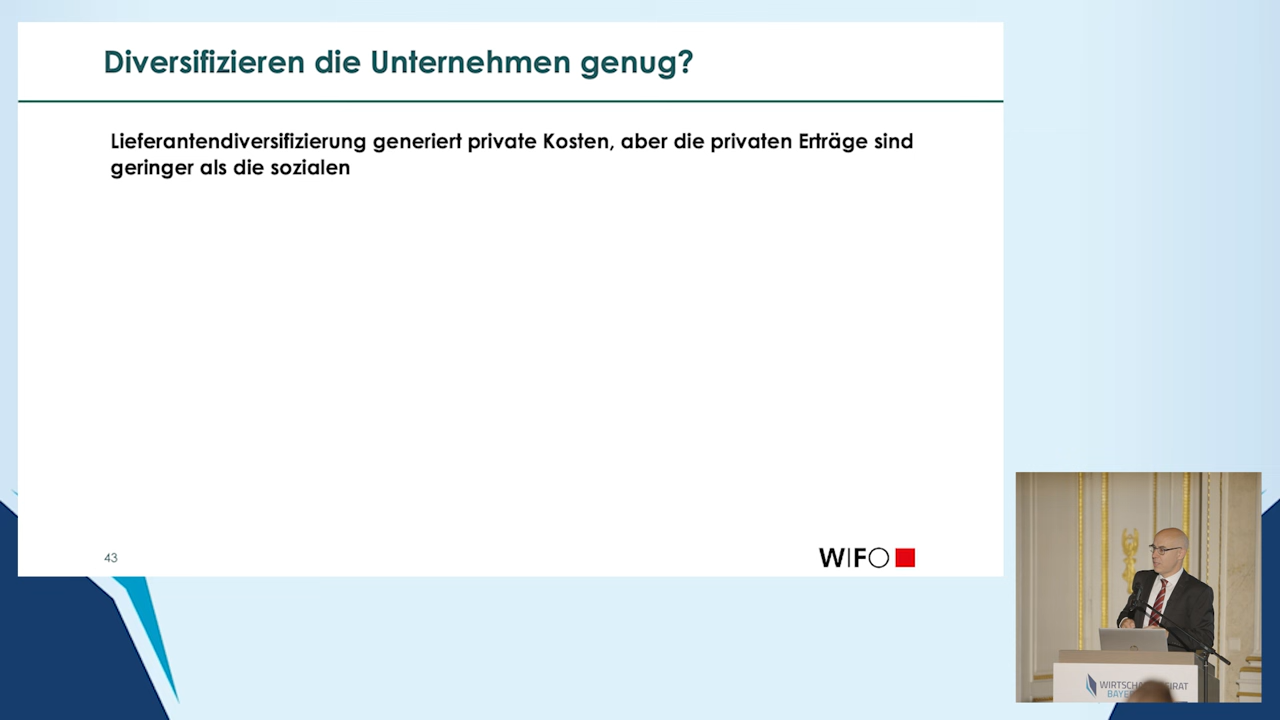 Diversifizieren die Unternehmen genug?
Lieferantendiversifizierung generiert private Kosten, aber die privaten Erträge sind
geringer als die sozialen
43
WIFO
BAYE